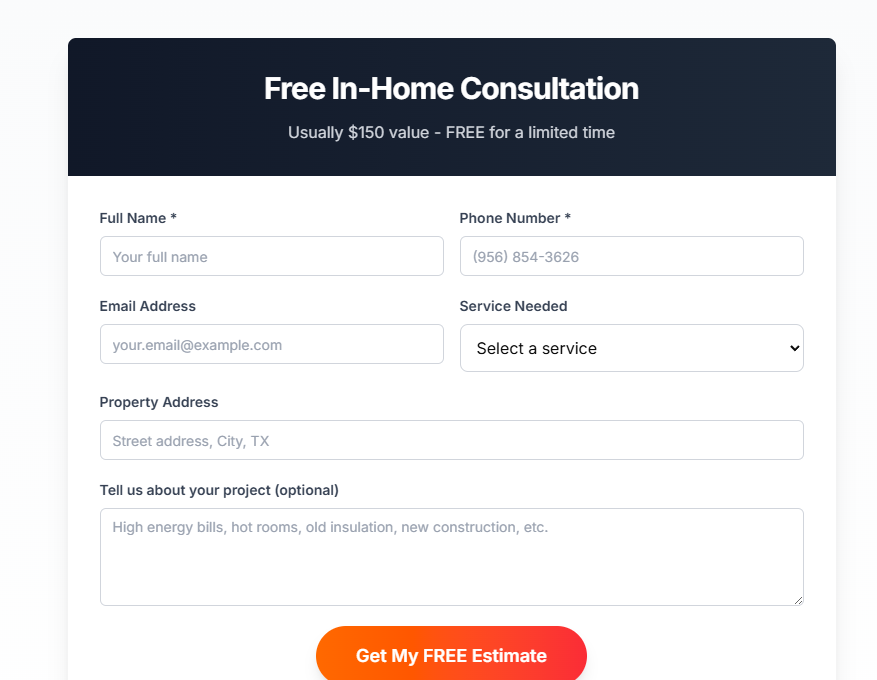 Free In-Home Consultation
Usually $150 value - FREE for a limited time
Full Name *
Phone Number *
Your full name
(956) 854-3626
Email Address
Service Needed
your.email@example.com
Select a service
Property Address
Street address, City, TX
Tell us about your project (optional)
High energy bills, hot rooms, old insulation, new construction, etc.
Get My FREE Estimate